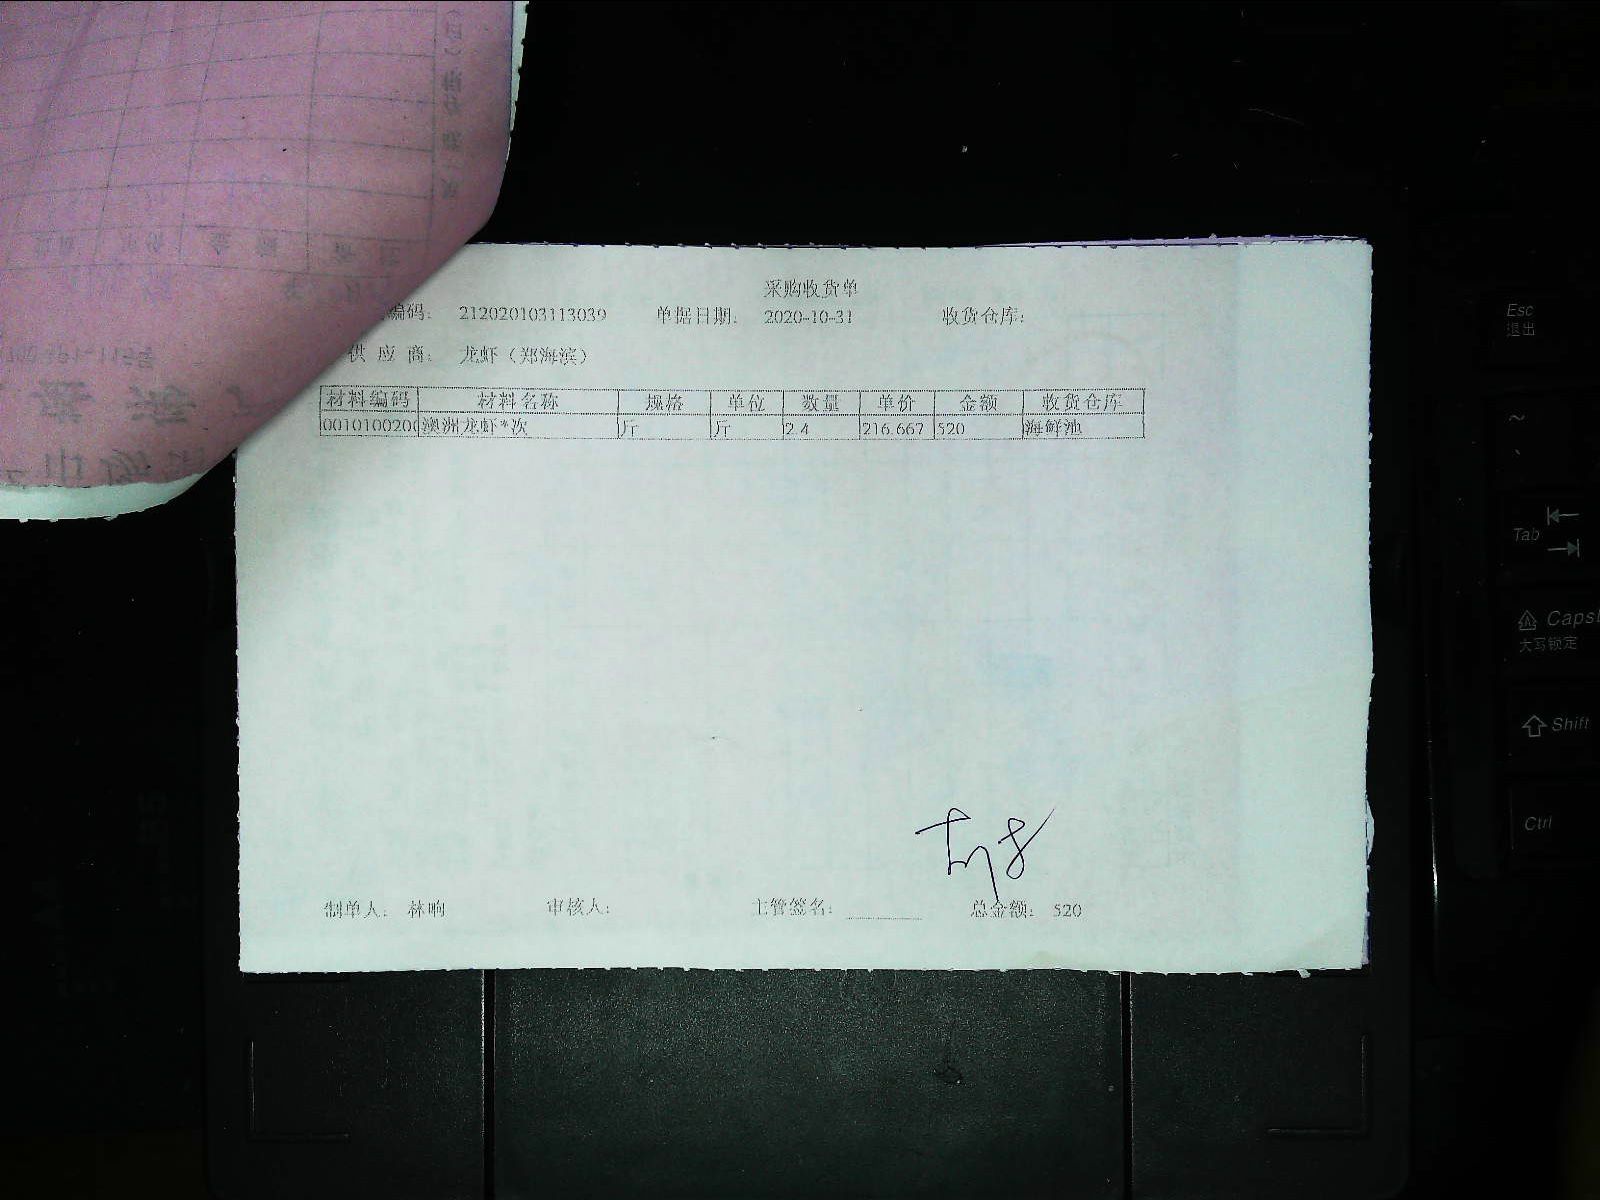 采购收货单
编码: 212020103113039 单据日期: 2020-10-31 收货仓库:
供应商: 龙虾（郑海滨）
材料编码 材料名称 规格 单位 数量 单价 金额 收货仓库
0010100200 澳洲龙虾*次 斤 斤 2.4 216.667 520 海鲜池
制单人: 林响 审核人: 主管签名: 总金额: 520
Esc
退出
~
Tab
Caps
大写锁定
Shift
Ctrl